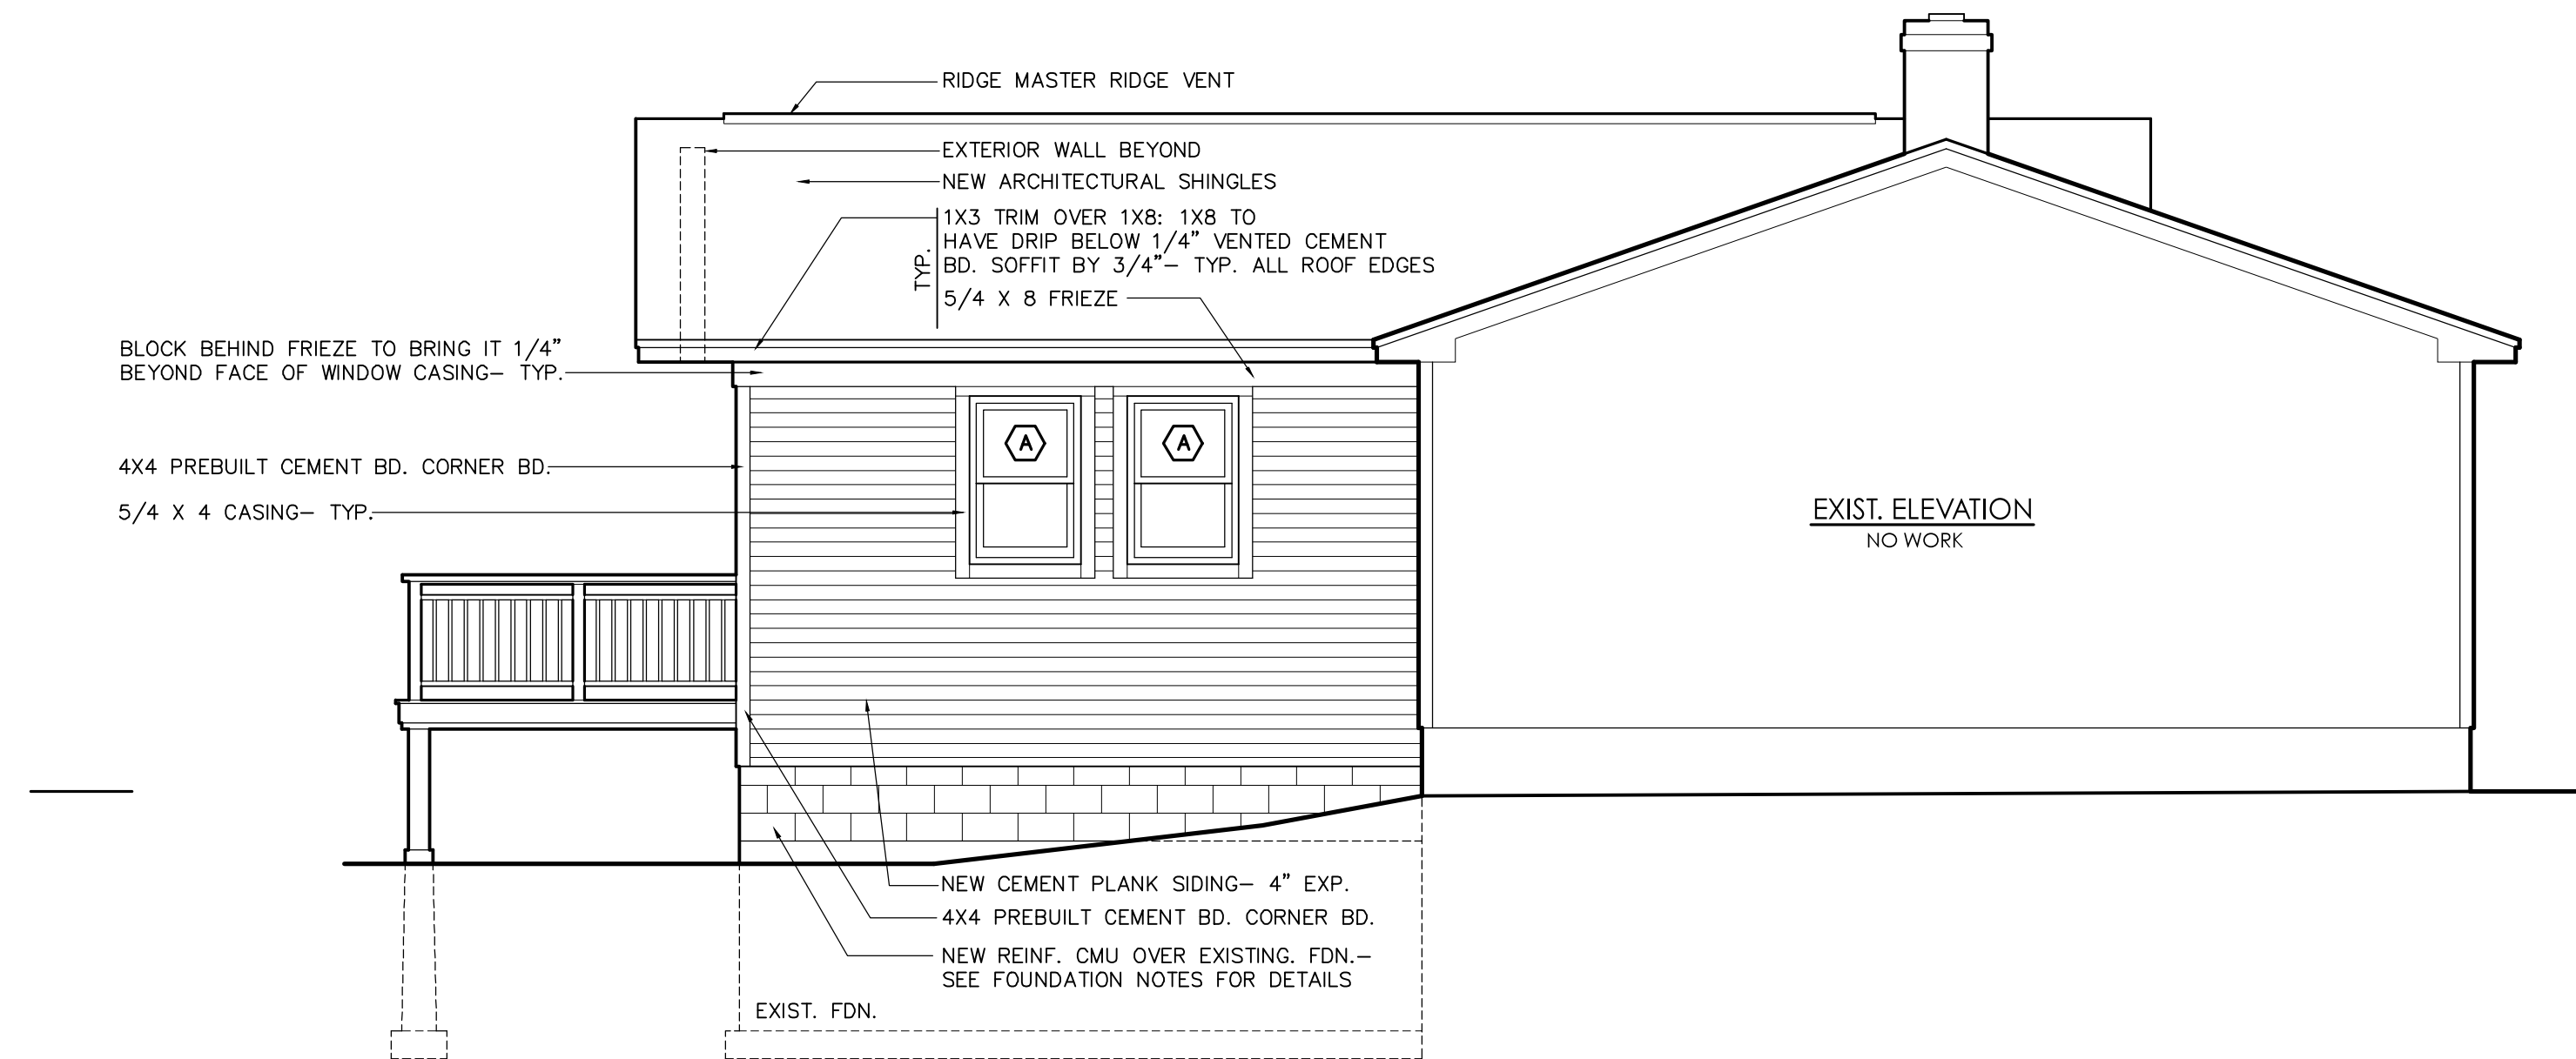 RIDGE MASTER RIDGE VENT
EXTERIOR WALL BEYOND
NEW ARCHITECTURAL SHINGLES
TYP.
1X3 TRIM OVER 1X8: 1X8 TO
HAVE DRIP BELOW 1/4" VENTED CEMENT
BD. SOFFIT BY 3/4"– TYP. ALL ROOF EDGES
5/4 X 8 FRIEZE
BLOCK BEHIND FRIEZE TO BRING IT 1/4"
BEYOND FACE OF WINDOW CASING– TYP.
A
A
4X4 PREBUILT CEMENT BD. CORNER BD.
5/4 X 4 CASING– TYP.
EXIST. ELEVATION
NO WORK
NEW CEMENT PLANK SIDING– 4" EXP.
4X4 PREBUILT CEMENT BD. CORNER BD.
NEW REINF. CMU OVER EXISTING. FDN.–
SEE FOUNDATION NOTES FOR DETAILS
EXIST. FDN.